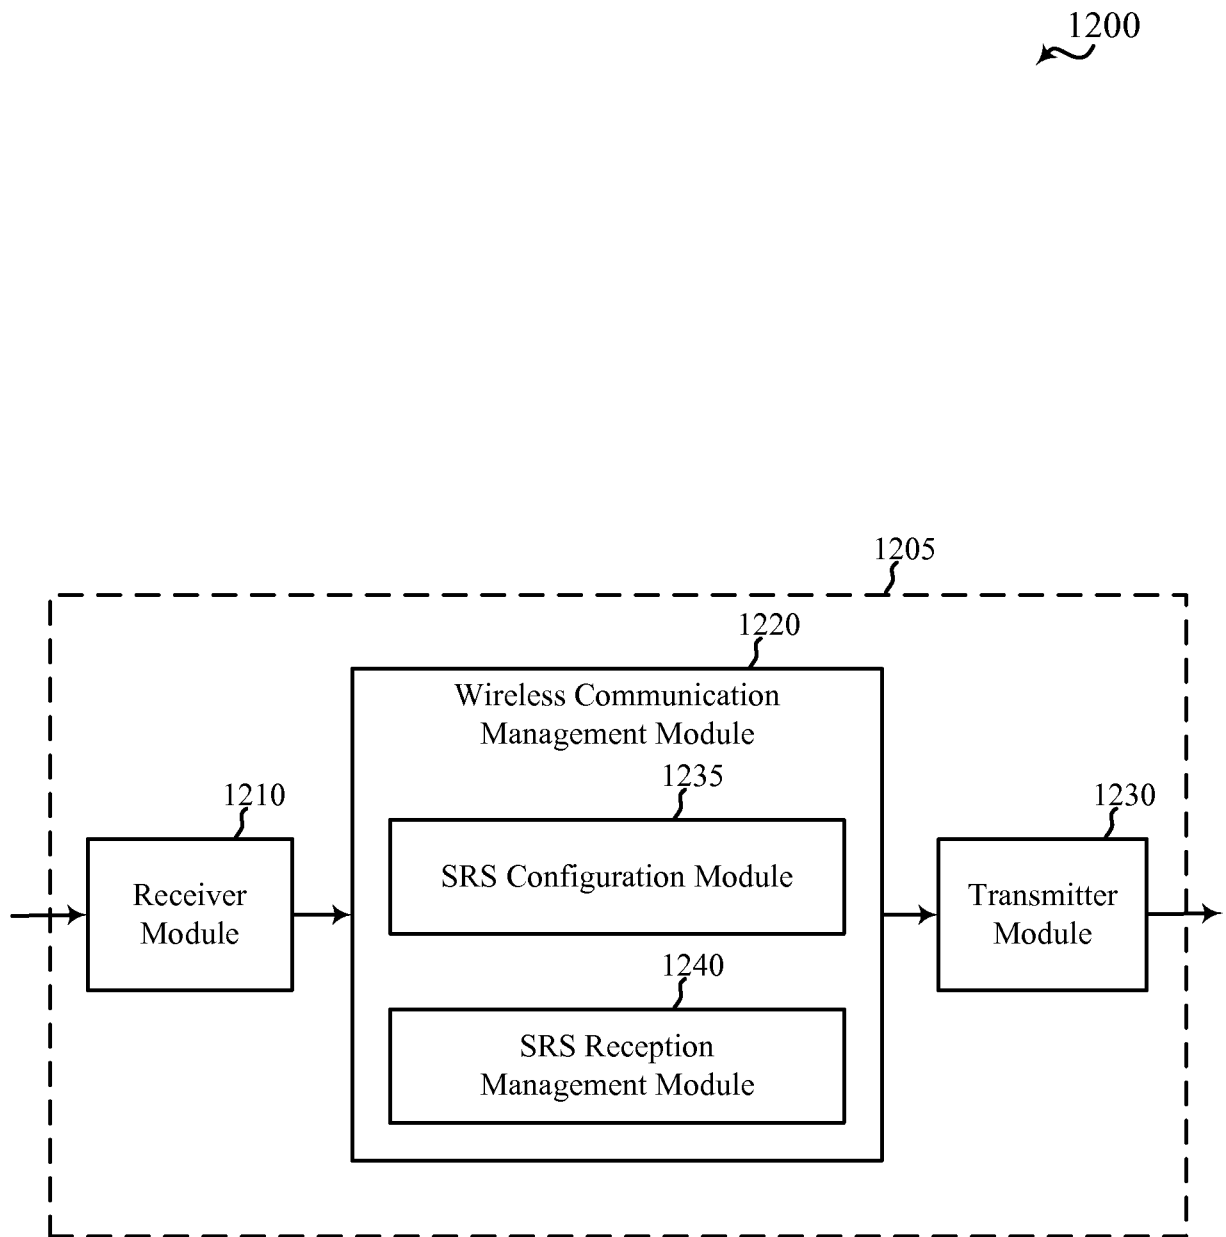 1200
1205
1220
Wireless Communication
Management Module
1235
SRS Configuration Module
1210
Receiver
Module
1230
Transmitter
Module
1240
SRS Reception
Management Module